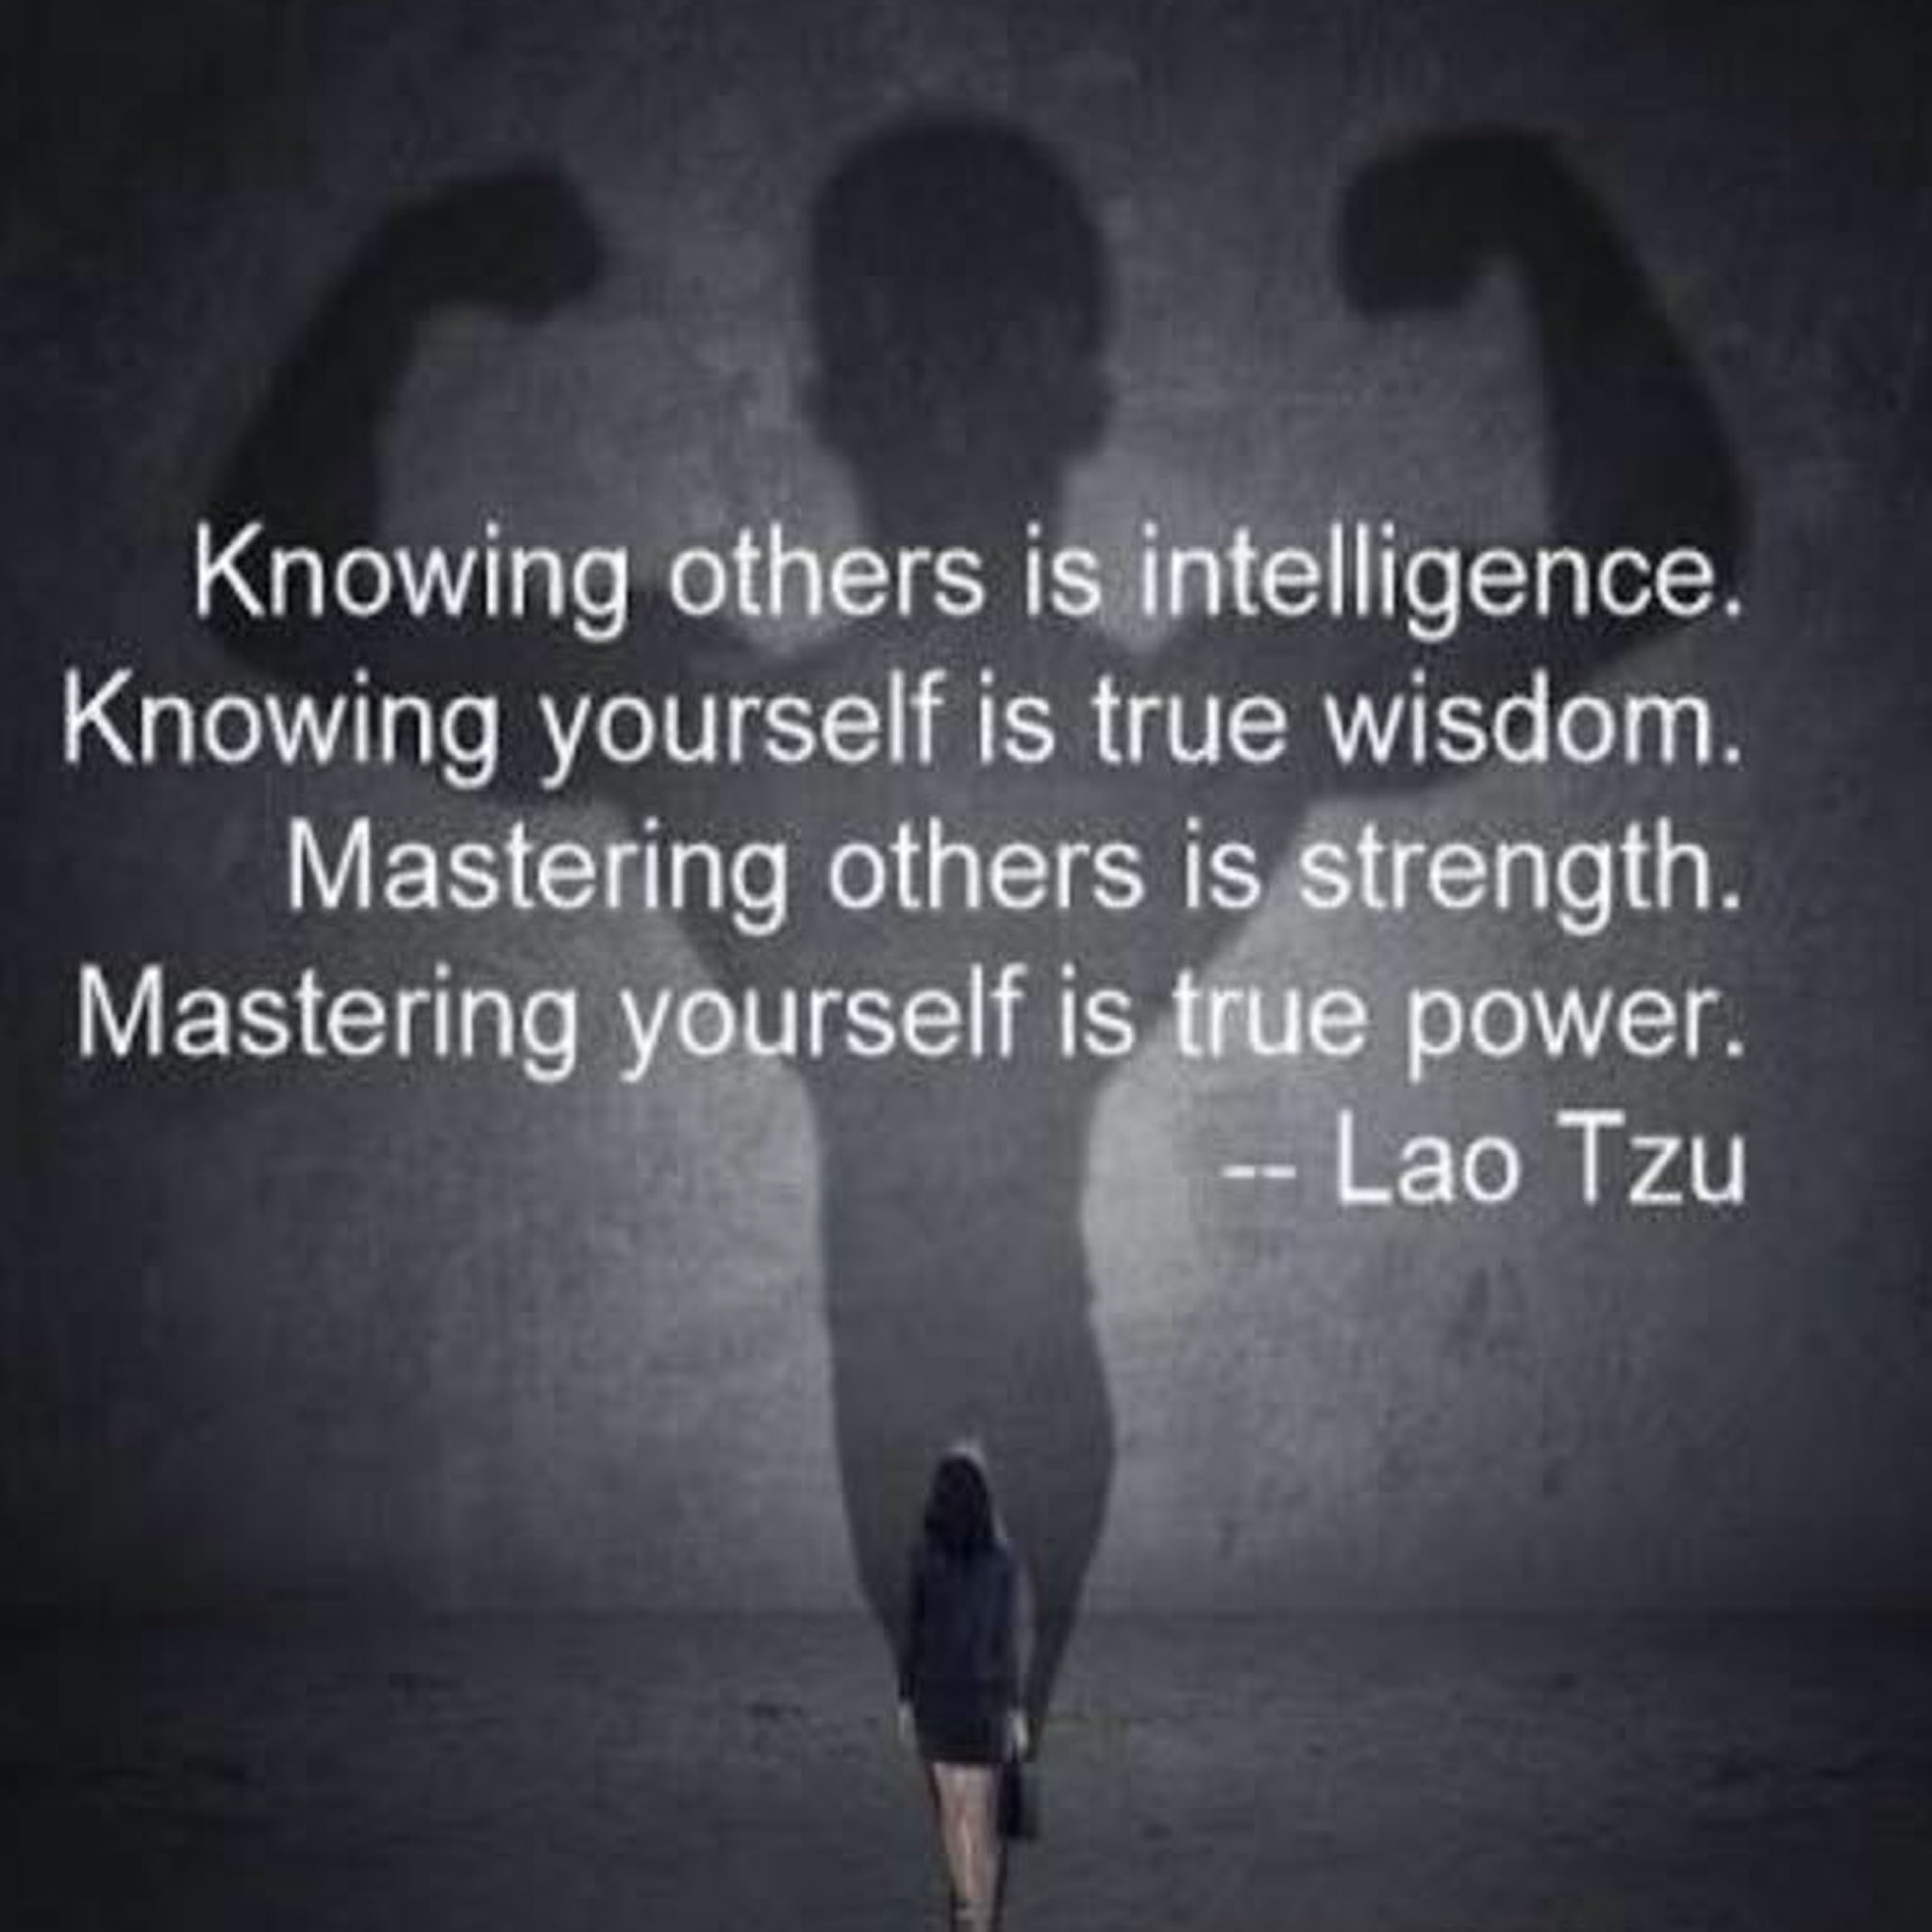 Knowing others is intelligence.
Knowing yourself is true wisdom.
Mastering others is strength.
Mastering yourself is true power.
-- Lao Tzu